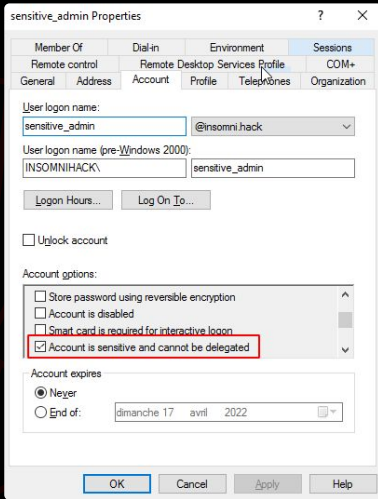 sensitive_admin Properties ? X
Member Of Dial-in Environment Sessions
Remote control Remote Desktop Services Profile COM+
General Address Account Profile Telephones Organization
User logon name:
sensitive_admin @insomni.hack
User logon name (pre-Windows 2000):
INSOMNIHACK\ sensitive_admin
Logon Hours... Log On To...
Unlock account
Account options:
Store password using reversible encryption
Account is disabled
Smart card is required for interactive logon
Account is sensitive and cannot be delegated
Account expires
Never
End of: dimanche 17 avril 2022
OK Cancel Apply Help